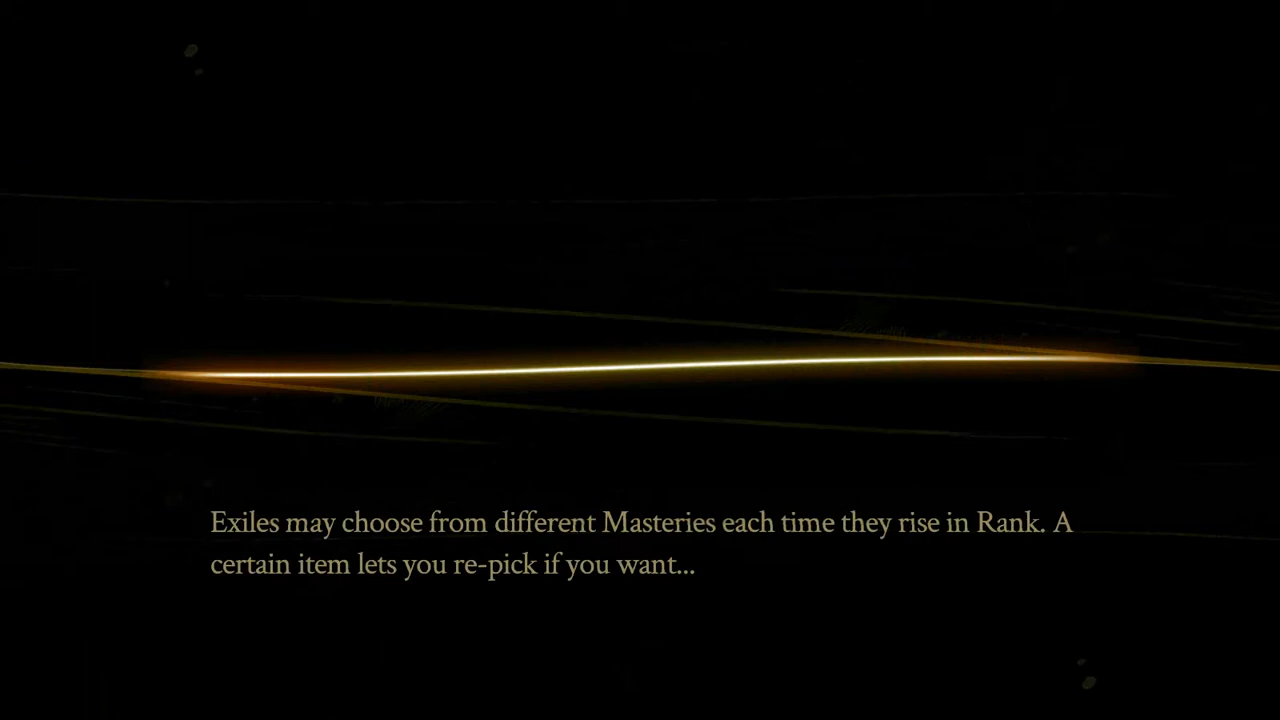 Exiles may choose from different Masteries each time they rise in Rank. A
certain item lets you re-pick if you want...